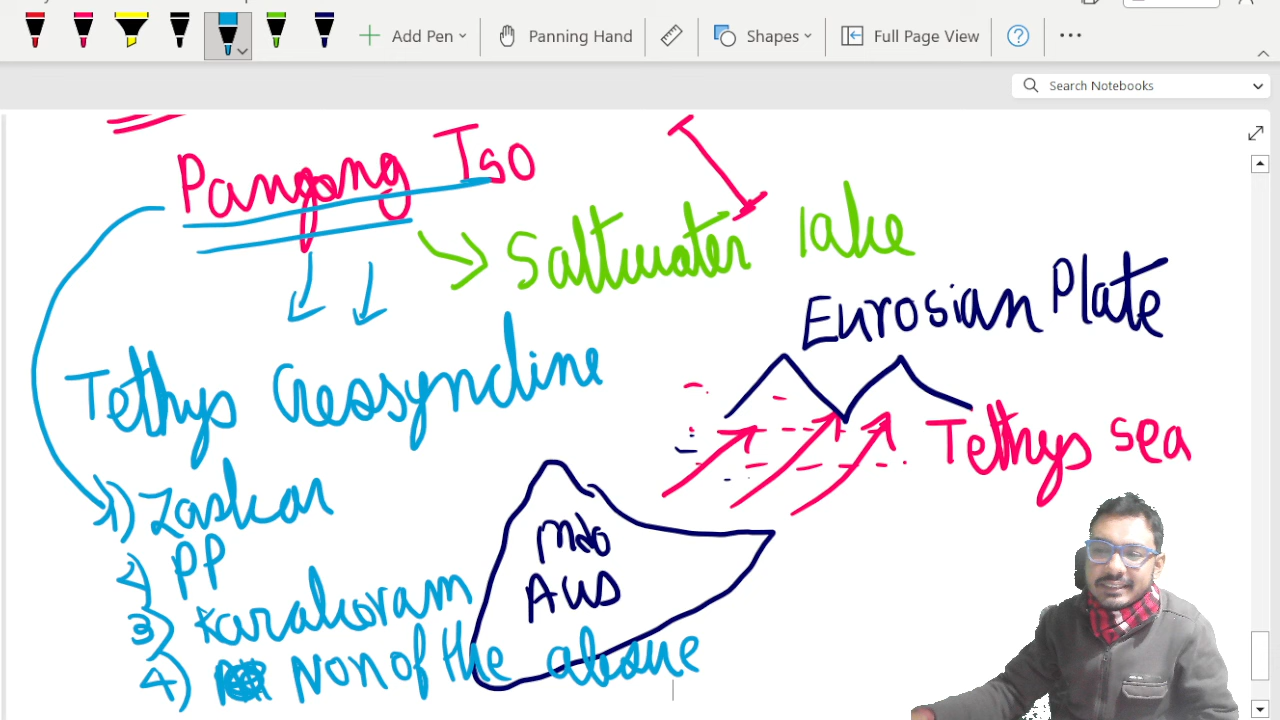 Add Pen
Panning Hand
Shapes
Full Page View
Search Notebooks
Pangong Tso
Saltwater lake
Eurosian Plate
Tethys Geosyncline
Tethys Sea
1) Zaskar
2) PP
3) Karakoram
4) Non of the above
Indo
AUS